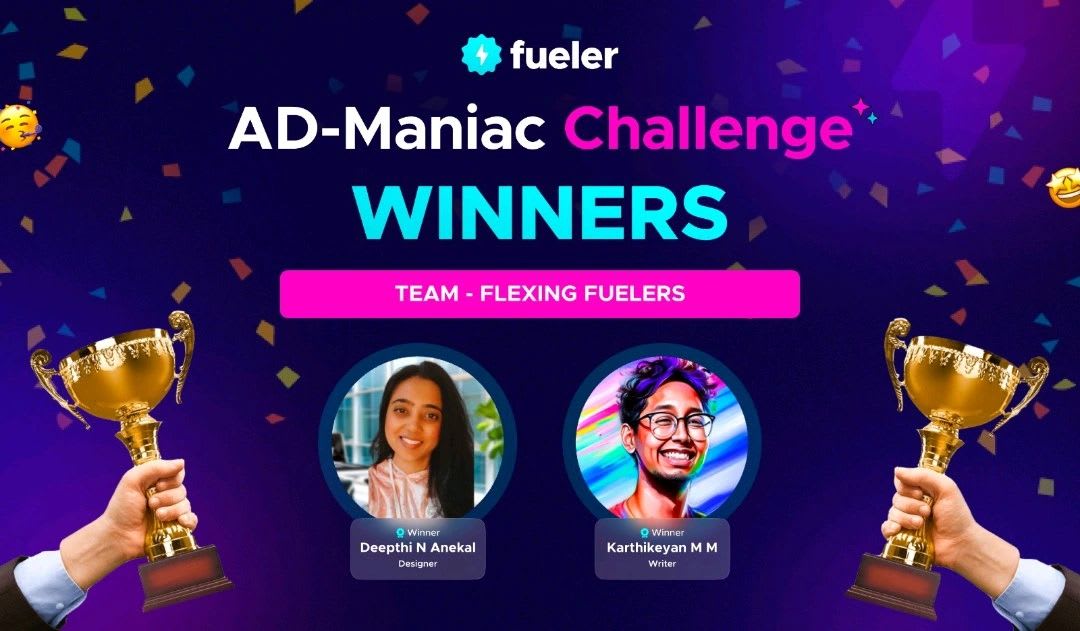 fueler
AD-Maniac Challenge
WINNERS
TEAM - FLEXING FUELERS
Winner
Deepthi N Anekal
Designer
Winner
Karthikeyan M M
Writer